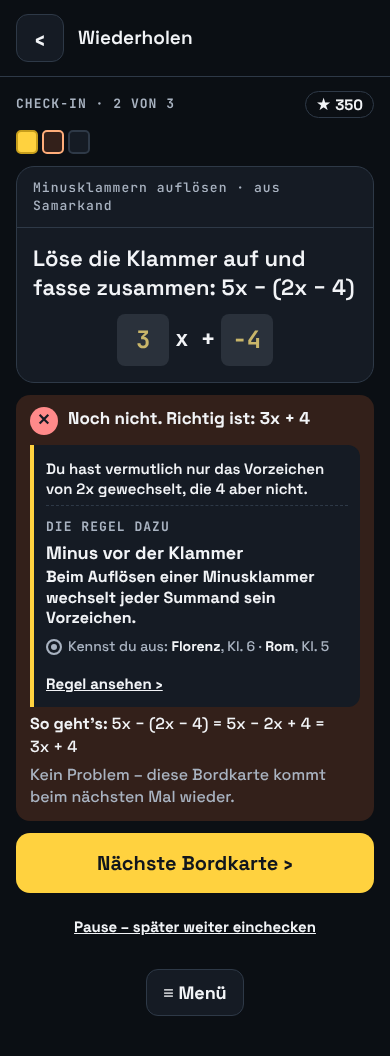 ‹ Wiederholen
CHECK-IN · 2 VON 3
★ 350
Minusklammern auflösen · aus
Samarkand
Löse die Klammer auf und
fasse zusammen: 5x − (2x − 4)
3 x + -4
✕ Noch nicht. Richtig ist: 3x + 4
Du hast vermutlich nur das Vorzeichen
von 2x gewechselt, die 4 aber nicht.
DIE REGEL DAZU
Minus vor der Klammer
Beim Auflösen einer Minusklammer
wechselt jeder Summand sein
Vorzeichen.
Kennst du aus: Florenz, Kl. 6 · Rom, Kl. 5
Regel ansehen ›
So geht's: 5x − (2x − 4) = 5x − 2x + 4 =
3x + 4
Kein Problem – diese Bordkarte kommt
beim nächsten Mal wieder.
Nächste Bordkarte ›
Pause – später weiter einchecken
≡ Menü